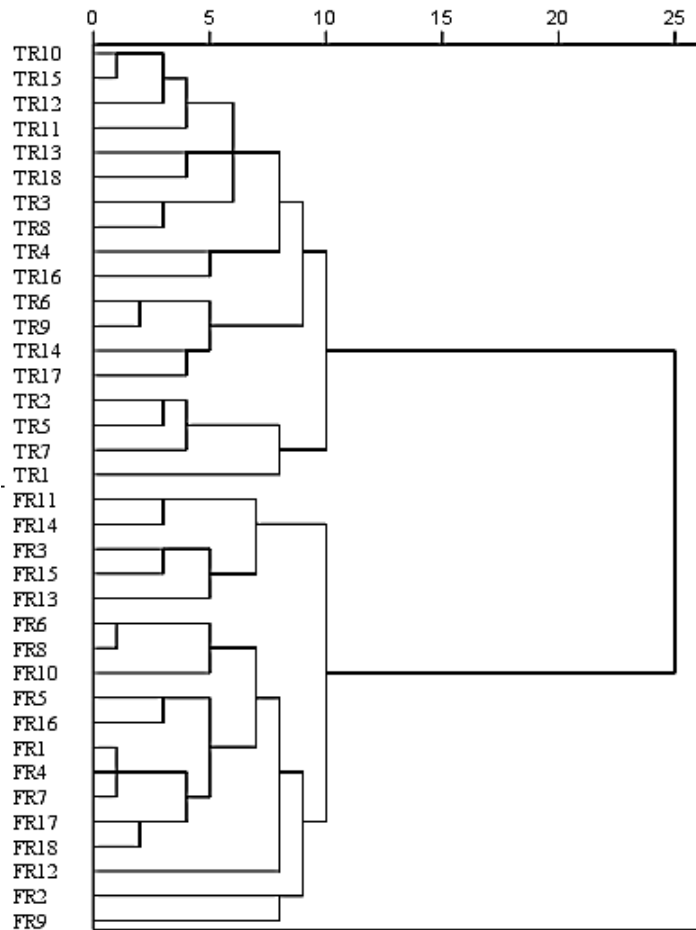 0 5 10 15 20 25
TR10
TR15
TR12
TR11
TR13
TR18
TR3
TR8
TR4
TR16
TR6
TR9
TR14
TR17
TR2
TR5
TR7
TR1
FR11
FR14
FR3
FR15
FR13
FR6
FR8
FR10
FR5
FR16
FR1
FR4
FR7
FR17
FR18
FR12
FR2
FR9